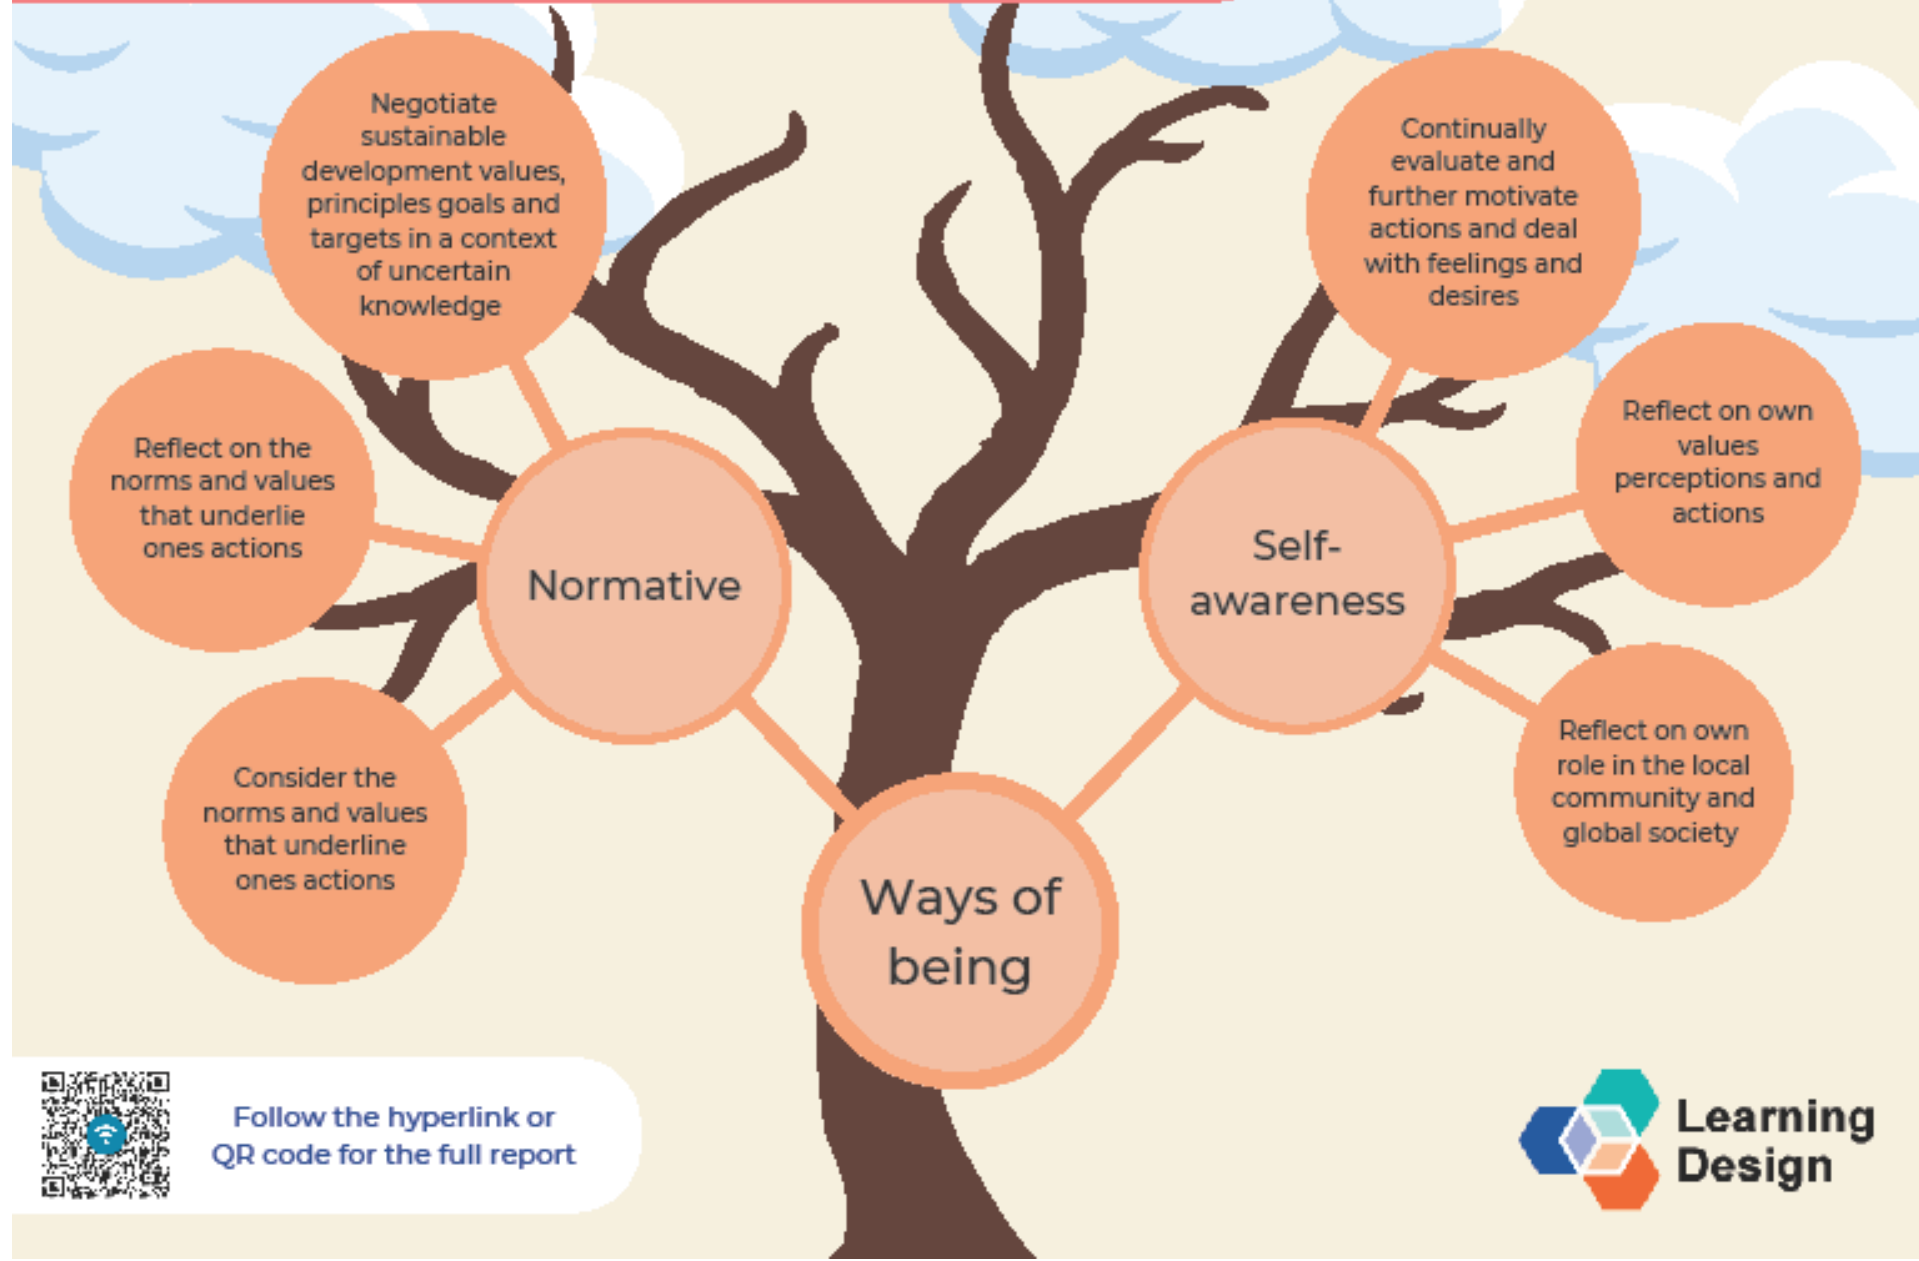 Negotiate
sustainable
development values,
principles goals and
targets in a context
of uncertain
knowledge
Reflect on the
norms and values
that underlie
ones actions
Consider the
norms and values
that underline
ones actions
Normative
Ways of
being
Self-
awareness
Continually
evaluate and
further motivate
actions and deal
with feelings and
desires
Reflect on own
values
perceptions and
actions
Reflect on own
role in the local
community and
global society
Follow the hyperlink or
QR code for the full report
Learning
Design